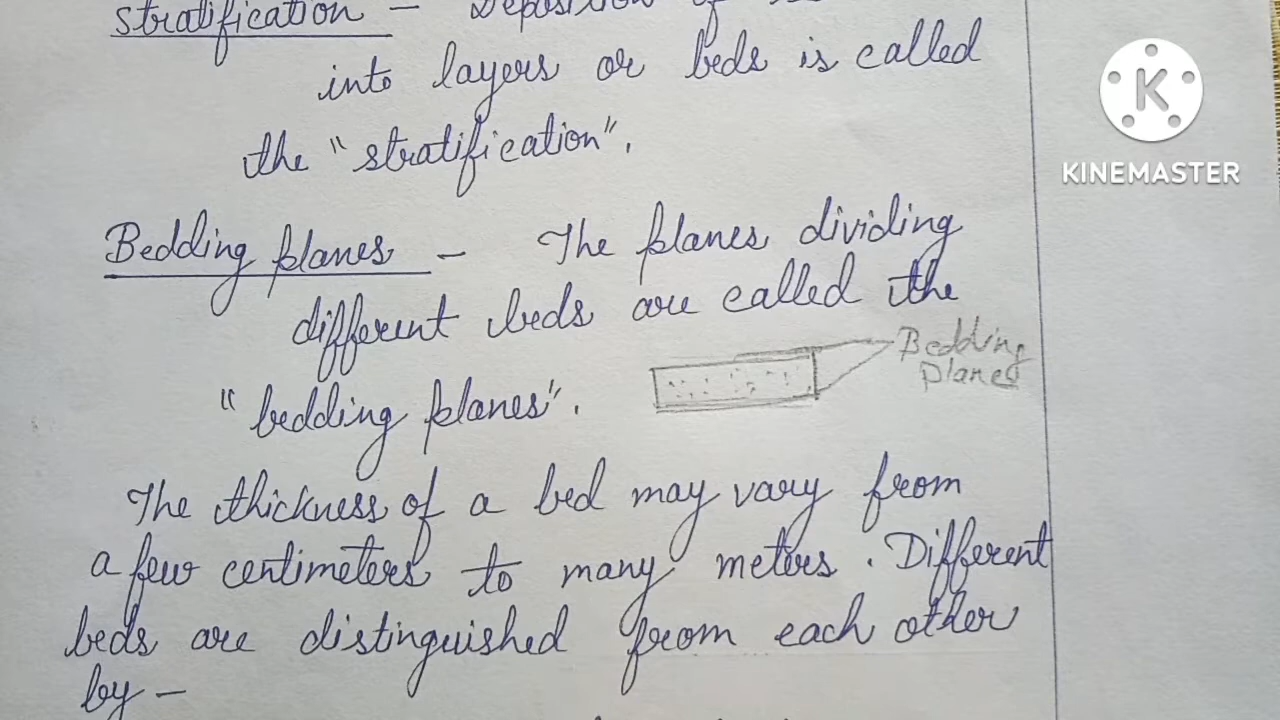 Stratification - Deposition of
into layers or beds is called
the "stratification".
Bedding planes - The planes dividing
different beds are called the
"bedding planes".
Bedding
Planes
The thickness of a bed may vary from
a few centimeters to many meters. Different
beds are distinguished from each other
by -
K
KINEMASTER